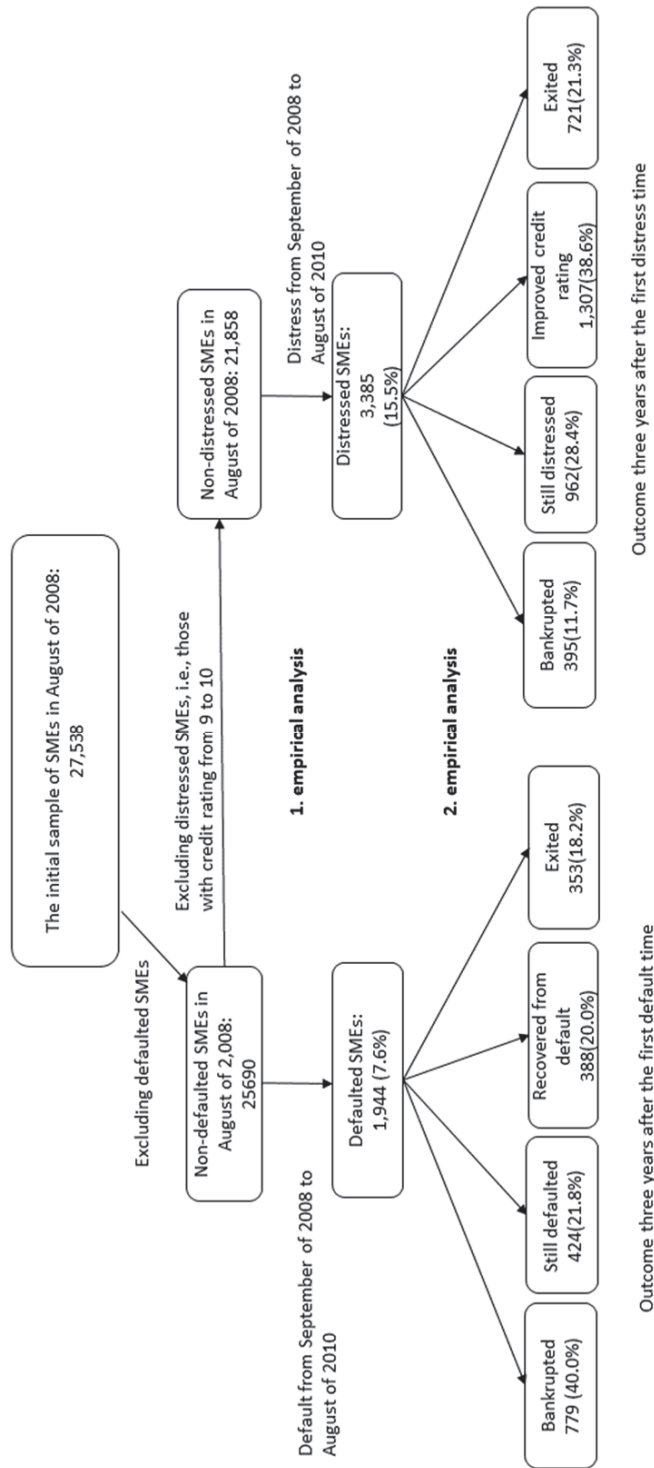 The initial sample of SMEs in August of 2008:
27,538
Excluding defaulted SMEs
Non-defaulted SMEs in
August of 2,008:
25690
Excluding distressed SMEs, i.e., those
with credit rating from 9 to 10
Non-distressed SMEs in
August of 2008: 21,858
Default from September of 2008 to
August of 2010
1. empirical analysis
Distress from September of 2008 to
August of 2010
Defaulted SMEs:
1,944 (7.6%)
Distressed SMEs:
3,385
(15.5%)
2. empirical analysis
Bankrupted
779 (40.0%)
Still defaulted
424(21.8%)
Recovered from
default
388(20.0%)
Exited
353(18.2%)
Bankrupted
395(11.7%)
Still distressed
962(28.4%)
Improved credit
rating
1,307(38.6%)
Exited
721(21.3%)
Outcome three years after the first default time
Outcome three years after the first distress time